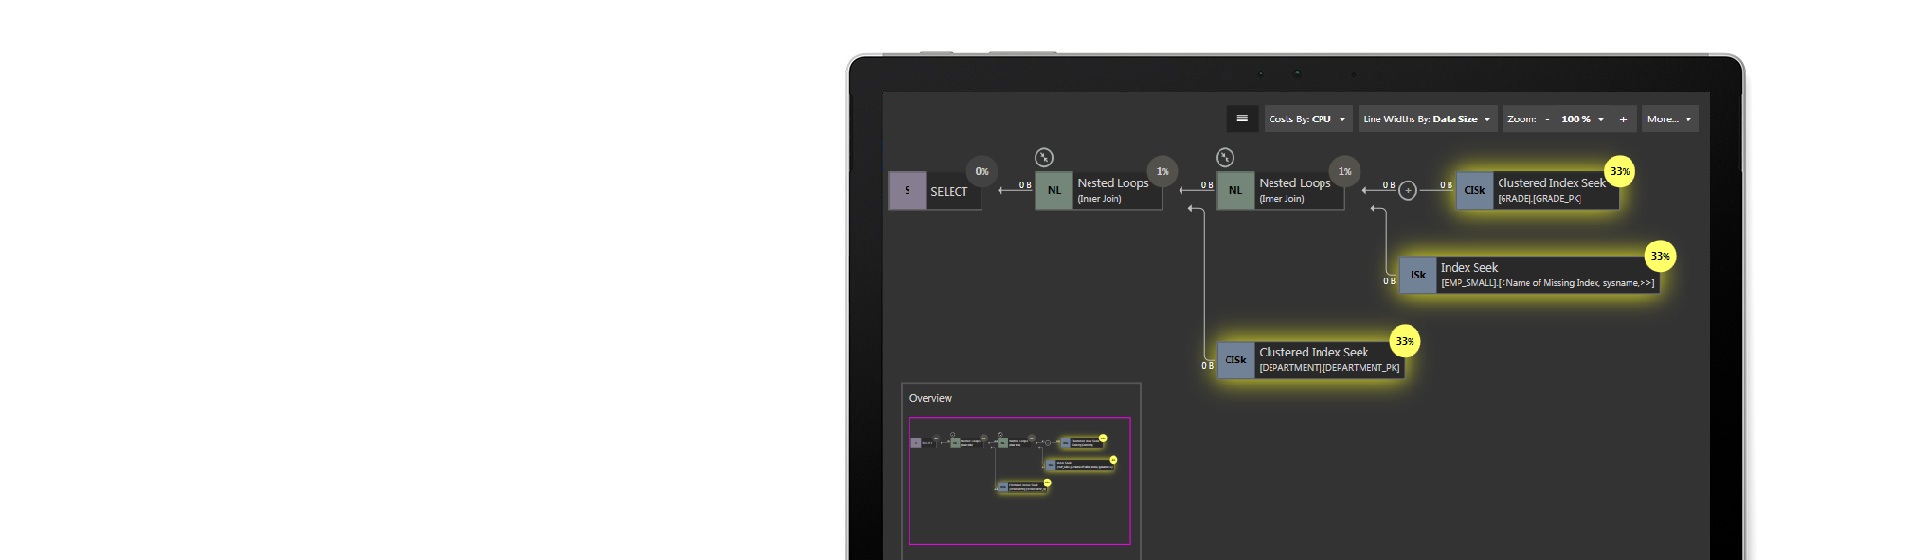 Costs By: CPU Line Widths By: Data Size Zoom: - 100 % + More...
S SELECT 0%
0 B
NL Nested Loops 1%
(Inner Join)
0 B
NL Nested Loops 1%
(Inner Join)
0 B
0 B
CISk Clustered Index Seek 33%
[GRADE].[GRADE_PK]
0 B
ISk Index Seek 33%
[EMP_SMALL].[<Name of Missing Index, sysname,>>]
0 B
CISk Clustered Index Seek 33%
[DEPARTMENT].[DEPARTMENT_PK]
Overview